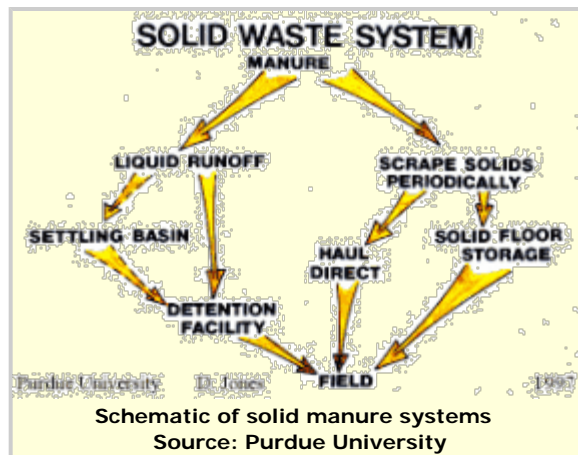 SOLID WASTE SYSTEM
MANURE
LIQUID RUNOFF
SCRAPE SOLIDS
PERIODICALLY
SETTLING BASIN
HAUL
DIRECT
SOLID FLOOR
STORAGE
DETENTION
FACILITY
FIELD
Purdue University D. Jones 1997
Schematic of solid manure systems
Source: Purdue University